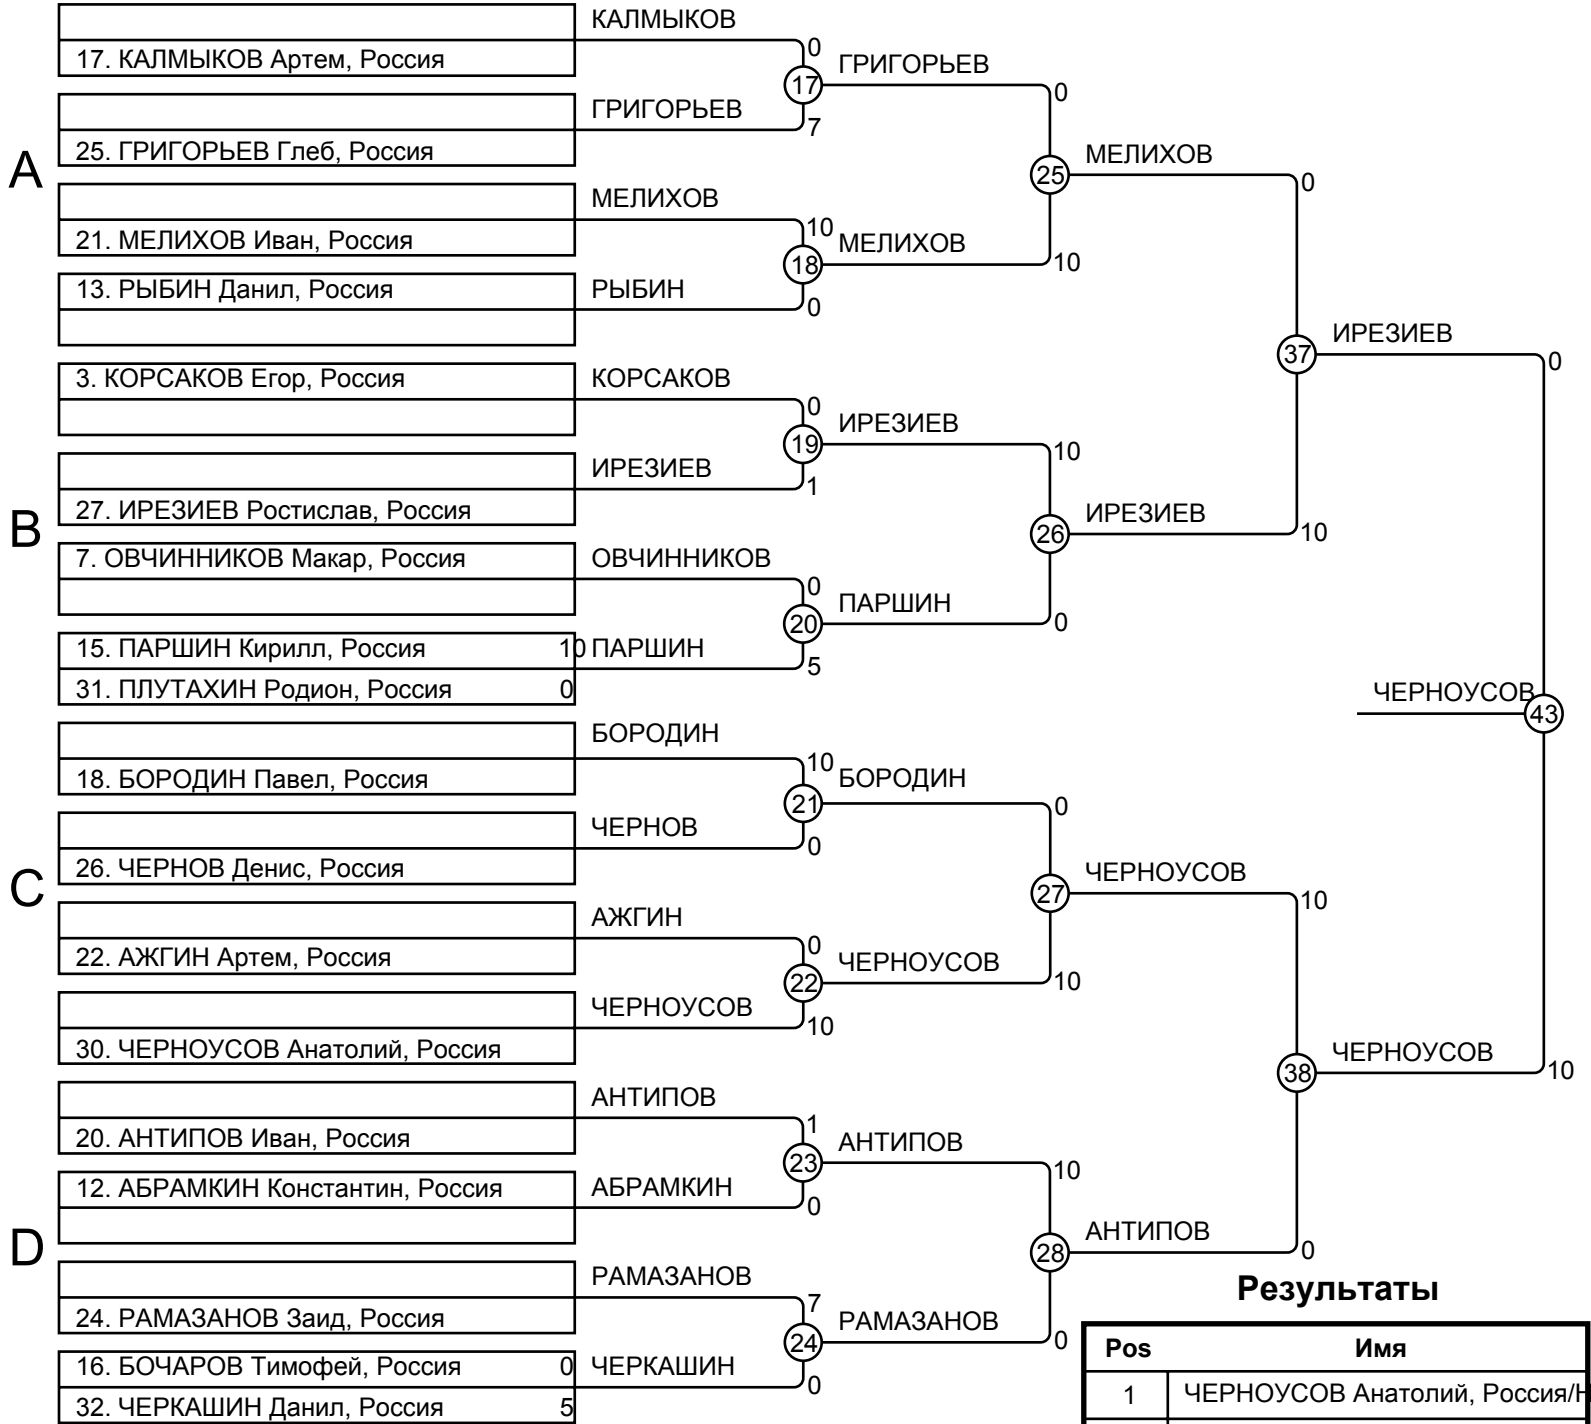 A
КАЛМЫКОВ
17. КАЛМЫКОВ Артем, Россия
0
17
ГРИГОРЬЕВ
ГРИГОРЬЕВ
7
25. ГРИГОРЬЕВ Глеб, Россия
0
25
МЕЛИХОВ
МЕЛИХОВ
21. МЕЛИХОВ Иван, Россия
10
18
МЕЛИХОВ
10
13. РЫБИН Данил, Россия
РЫБИН
0
0
37
ИРЕЗИЕВ
B
3. КОРСАКОВ Егор, Россия
КОРСАКОВ
0
19
ИРЕЗИЕВ
ИРЕЗИЕВ
1
27. ИРЕЗИЕВ Ростислав, Россия
10
26
ИРЕЗИЕВ
10
7. ОВЧИННИКОВ Макар, Россия
ОВЧИННИКОВ
0
20
ПАРШИН
0
15. ПАРШИН Кирилл, Россия 10
ПАРШИН
5
31. ПЛУТАХИН Родион, Россия 0
0
ЧЕРНОУСОВ
43
C
БОРОДИН
18. БОРОДИН Павел, Россия
10
21
БОРОДИН
ЧЕРНОВ
0
26. ЧЕРНОВ Денис, Россия
0
27
ЧЕРНОУСОВ
АЖГИН
22. АЖГИН Артем, Россия
0
22
ЧЕРНОУСОВ
10
ЧЕРНОУСОВ
10
30. ЧЕРНОУСОВ Анатолий, Россия
10
38
ЧЕРНОУСОВ
10
D
АНТИПОВ
20. АНТИПОВ Иван, Россия
1
23
АНТИПОВ
12. АБРАМКИН Константин, Россия
АБРАМКИН
0
10
28
АНТИПОВ
0
РАМАЗАНОВ
24. РАМАЗАНОВ Заид, Россия
7
24
РАМАЗАНОВ
0
16. БОЧАРОВ Тимофей, Россия 0
ЧЕРКАШИН
0
32. ЧЕРКАШИН Данил, Россия 5
Результаты
Pos Имя
1 ЧЕРНОУСОВ Анатолий, Россия/Н